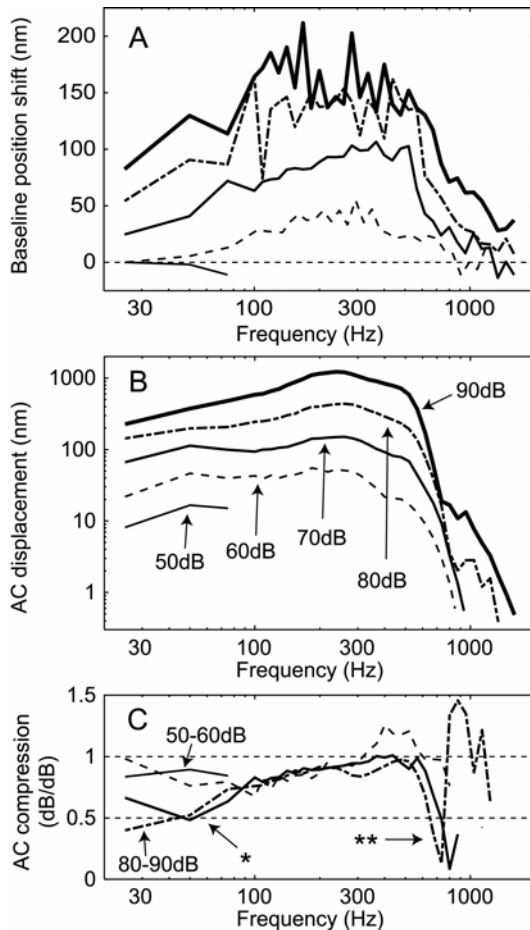 A
Baseline position shift (nm)
200
150
100
50
0
30
100
300
1000
Frequency (Hz)
B
AC displacement (nm)
1000
100
10
1
90dB
50dB
60dB
70dB
80dB
30
100
300
1000
Frequency (Hz)
C
AC compression
(dB/dB)
1.5
1
0.5
0
50-60dB
80-90dB
*
**
30
100
300
1000
Frequency (Hz)